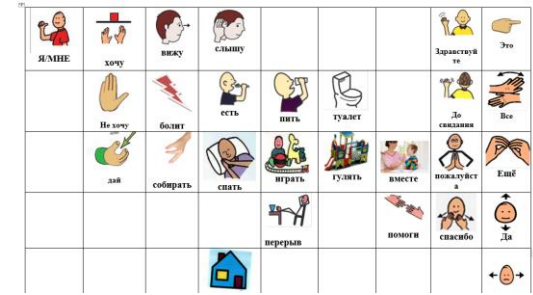 Я/МНЕ
хочу
вижу
слышу
Здравствуй
те
Это
Не хочу
болит
есть
пить
туалет
До
свидания
Все
дай
собирать
спать
играть
гулять
вместе
пожалуйст
а
Ещё
перерыв
помоги
спасибо
Да